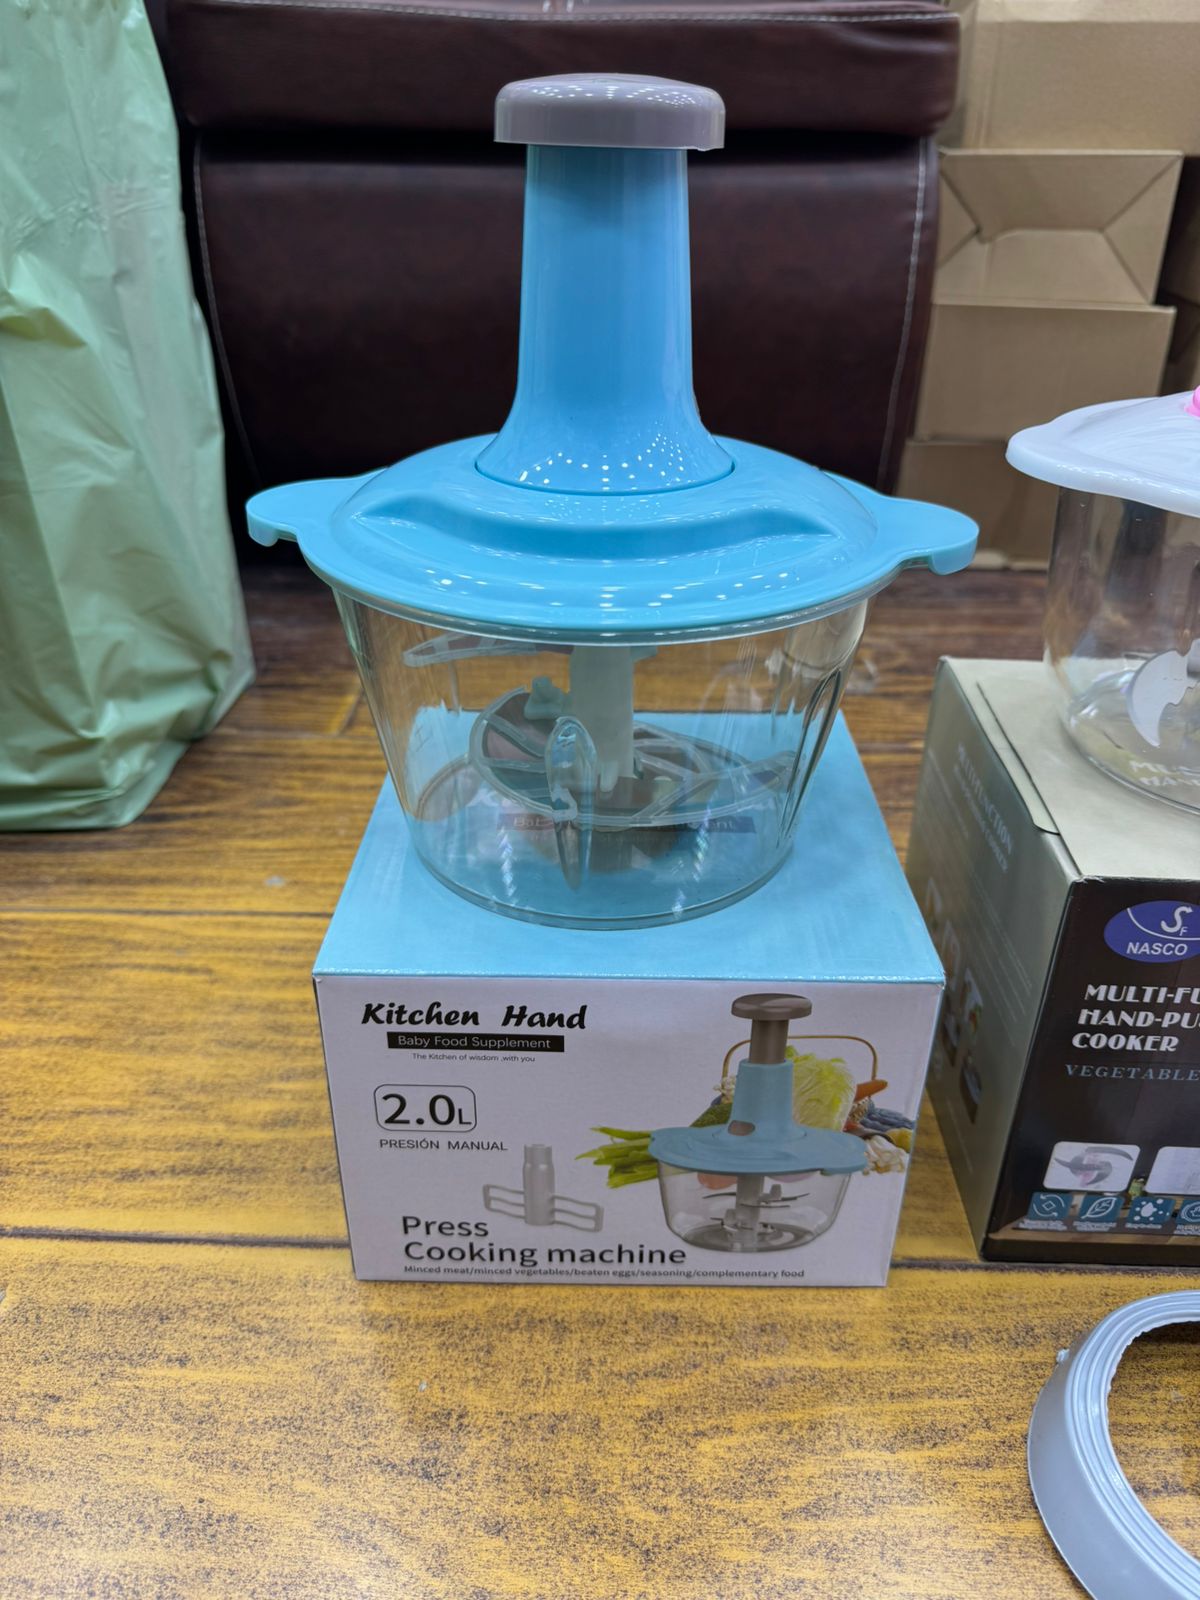 Kitchen Hand
Baby Food Supplement
The Kitchen of wisdom ,with you
2.0L
PRESIÓN MANUAL
Press
Cooking machine
Minced meat/minced vegetables/beaten eggs/seasoning/complementary food
SF
NASCO
MULTI-FU
HAND-PU
COOKER
VEGETABLE